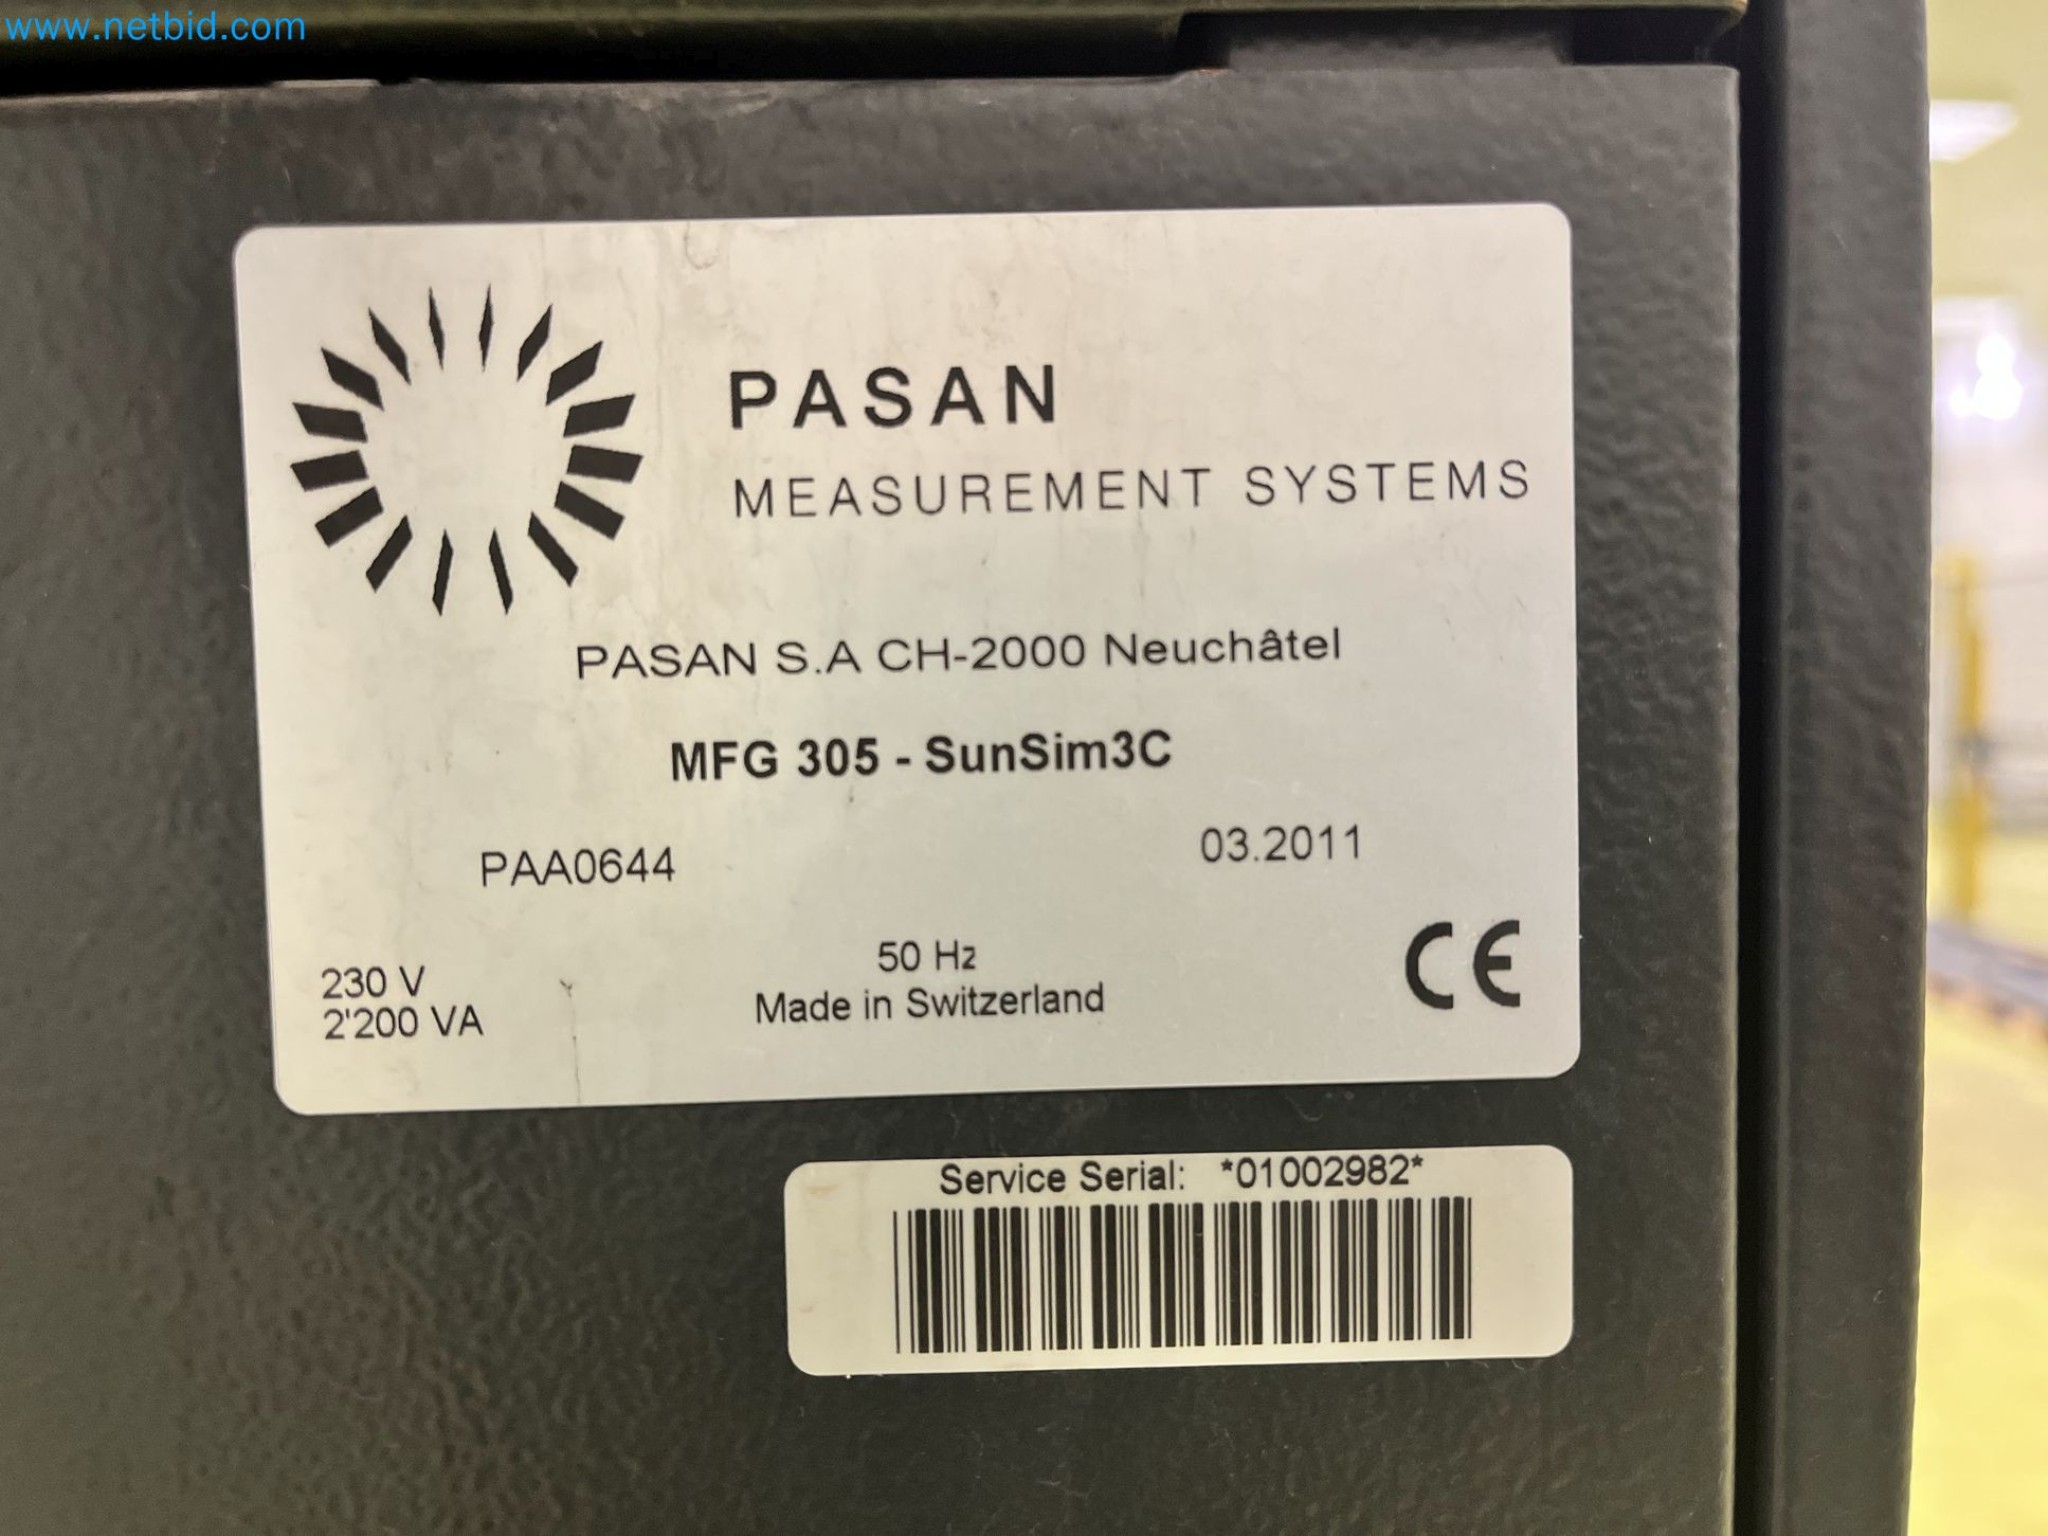 www.netbid.com
PASAN
MEASUREMENT SYSTEMS
PASAN S.A CH-2000 Neuchâtel
MFG 305 - SunSim3C
PAA0644 03.2011
230 V 50 Hz CE
2'200 VA Made in Switzerland
Service Serial: *01002982*